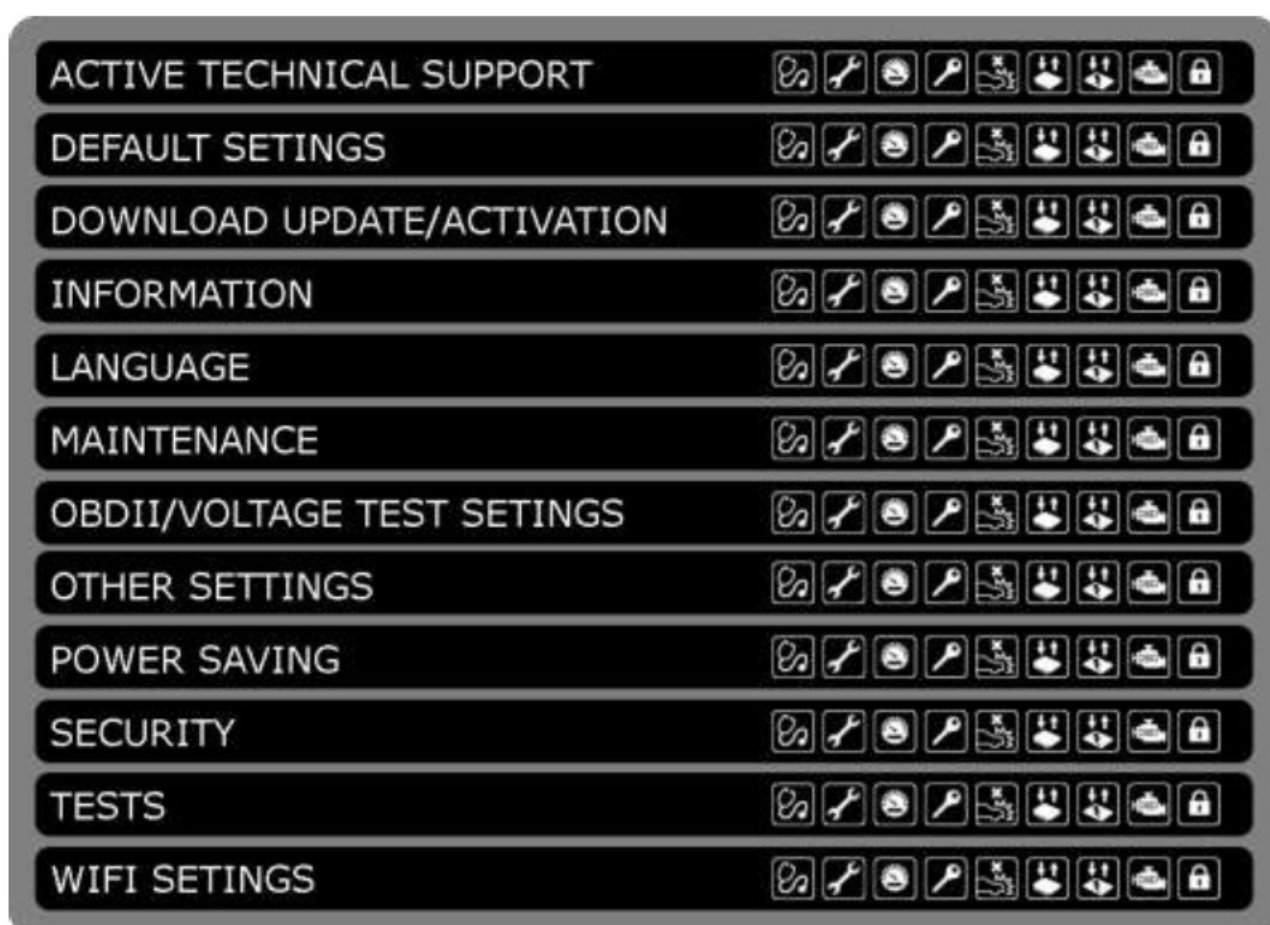 ACTIVE TECHNICAL SUPPORT
DEFAULT SETINGS
DOWNLOAD UPDATE/ACTIVATION
INFORMATION
LANGUAGE
MAINTENANCE
OBDII/VOLTAGE TEST SETINGS
OTHER SETTINGS
POWER SAVING
SECURITY
TESTS
WIFI SETINGS